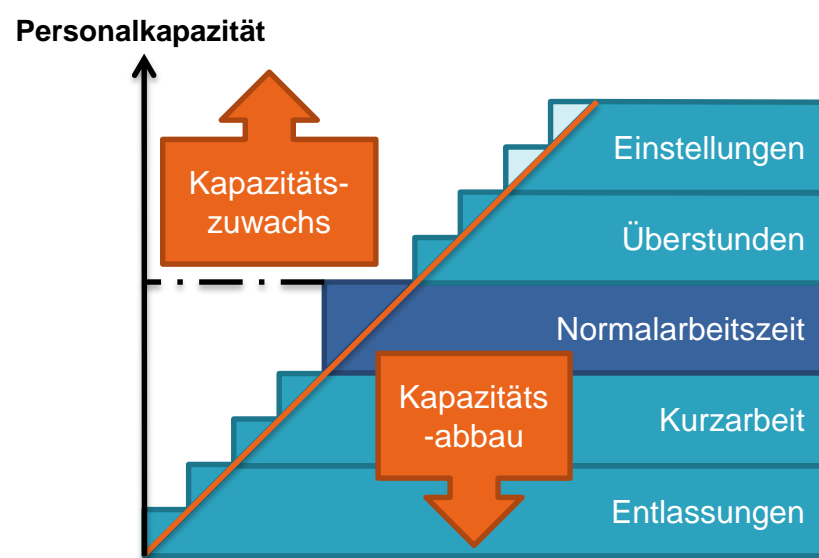 Personalkapazität
Kapazitäts-
zuwachs
Einstellungen
Überstunden
Normalarbeitszeit
Kapazitäts
-abbau
Kurzarbeit
Entlassungen